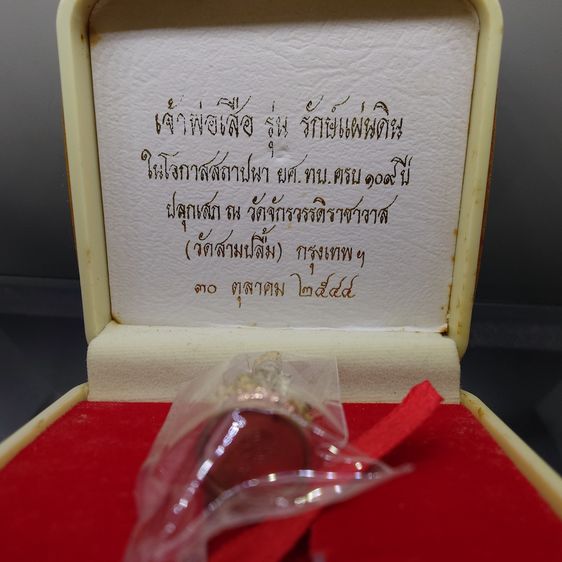 เจ้าพ่อเสือ รุ่น รักษ์แผ่นดิน
ในโอกาสสถาปนา ยศ.ทบ.ครบ ๑๐๙ ปี
ปลุกเสก ณ วัดจักรวรรดิราชาวาส
(วัดสามปลื้ม) กรุงเทพฯ
๓๐ ตุลาคม ๒๕๔๔